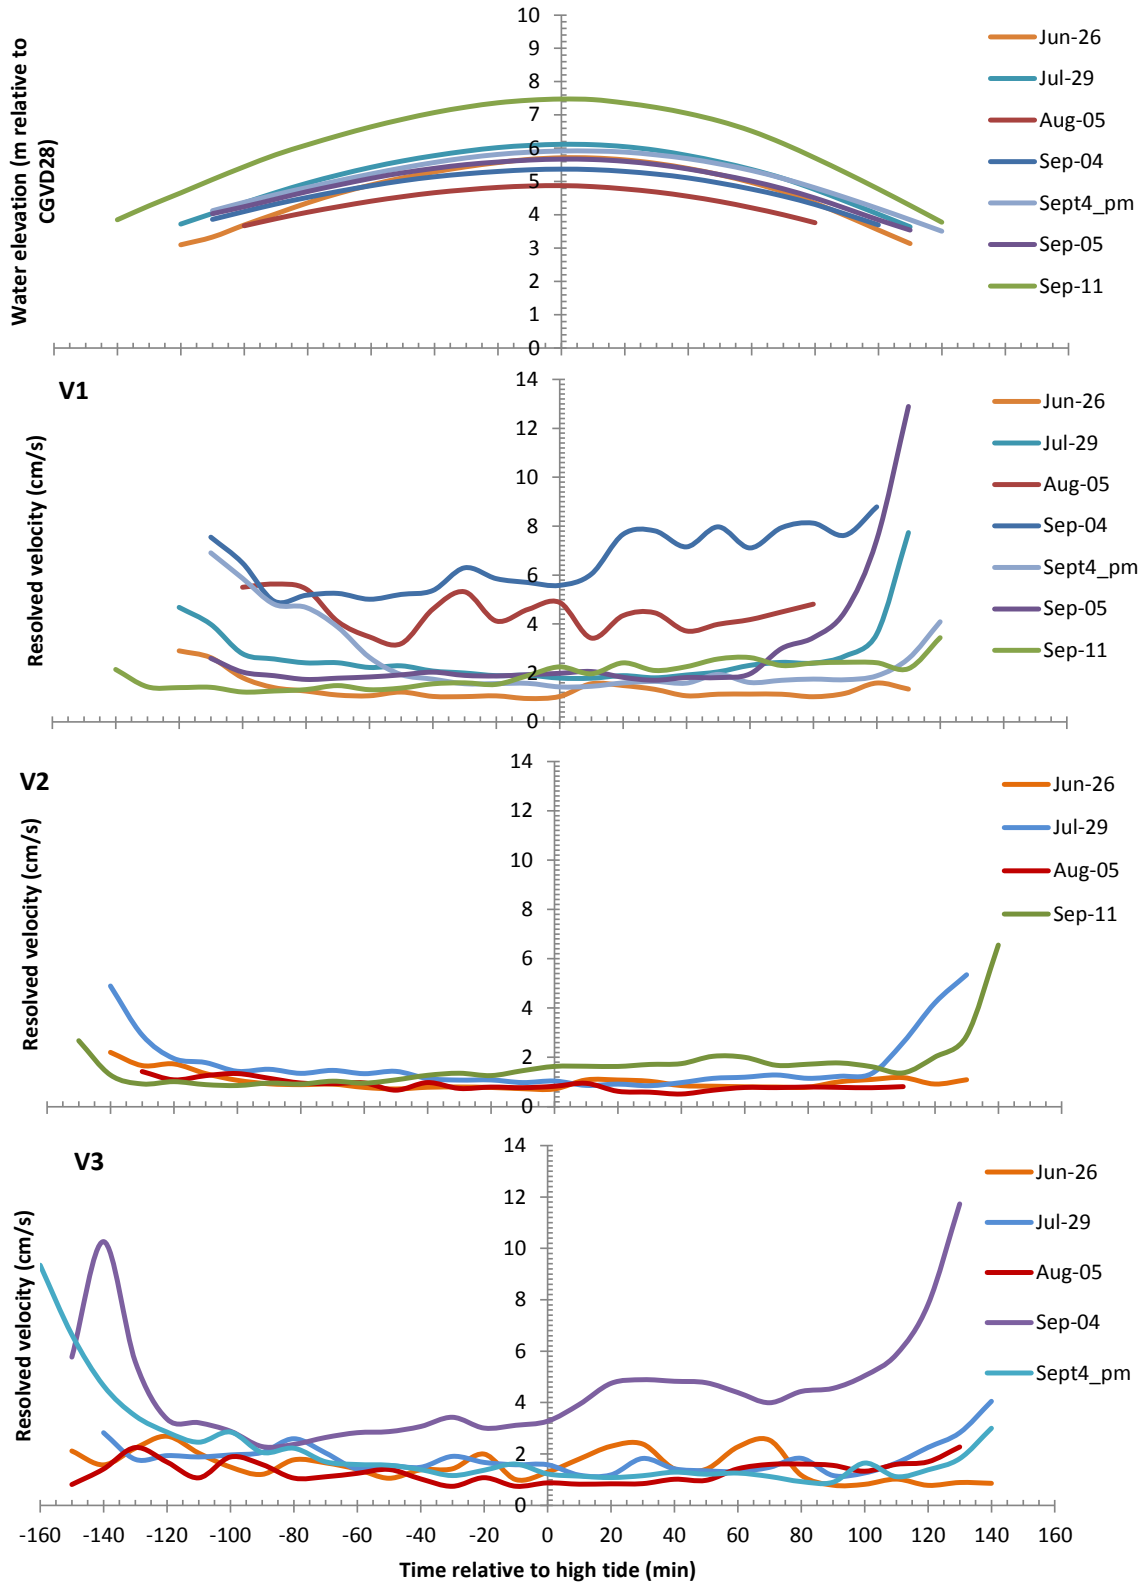 Water elevation (m relative to
CGVD28)
10
9
8
7
6
5
4
3
2
1
0
Jun-26
Jul-29
Aug-05
Sep-04
Sept4_pm
Sep-05
Sep-11
V1
Resolved velocity (cm/s)
14
12
10
8
6
4
2
0
Jun-26
Jul-29
Aug-05
Sep-04
Sept4_pm
Sep-05
Sep-11
V2
Resolved velocity (cm/s)
14
12
10
8
6
4
2
0
Jun-26
Jul-29
Aug-05
Sep-11
V3
Resolved velocity (cm/s)
14
12
10
8
6
4
2
0
Jun-26
Jul-29
Aug-05
Sep-04
Sept4_pm
-160 -140 -120 -100 -80 -60 -40 -20 0 20 40 60 80 100 120 140 160
Time relative to high tide (min)